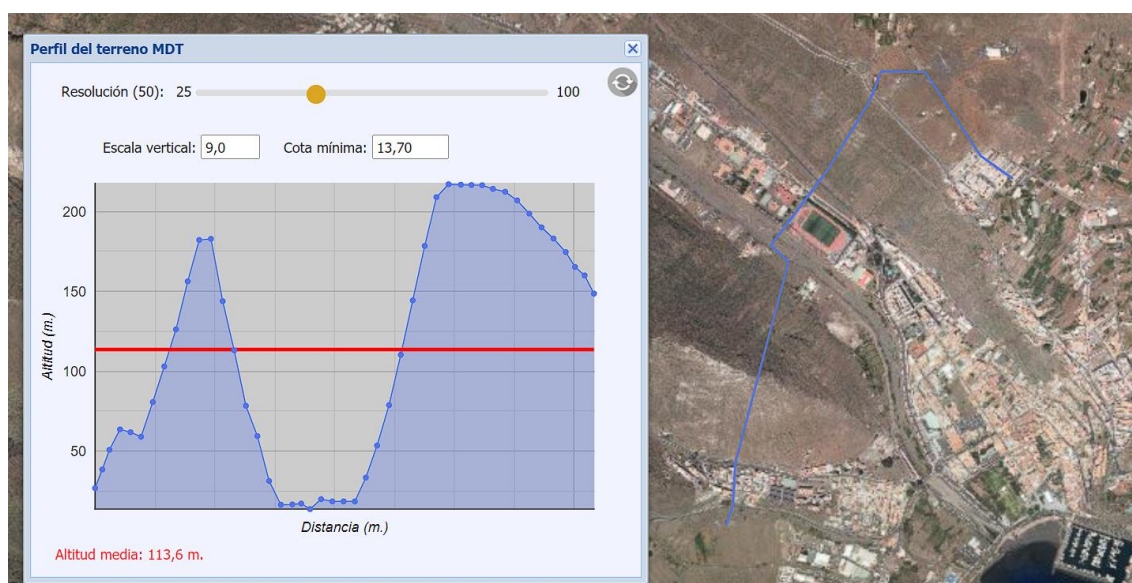 Perfil del terreno MDT
Resolución (50): 25 100
Escala vertical: 9,0 Cota mínima: 13,70
200
150
100
50
Altitud (m.)
Distancia (m.)
Altitud media: 113,6 m.